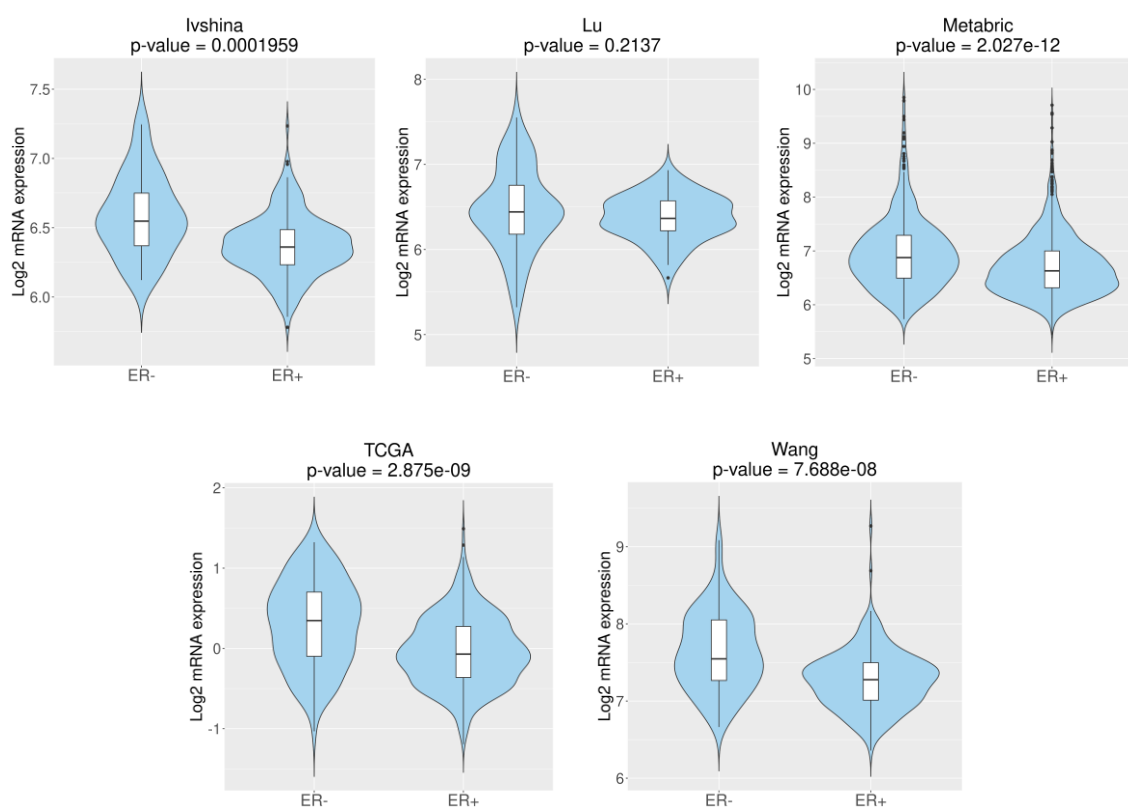 Ivshina
p-value = 0.0001959
Log2 mRNA expression
7.5
7.0
6.5
6.0
ER-
ER+
Lu
p-value = 0.2137
Log2 mRNA expression
8
7
6
5
ER-
ER+
Metabric
p-value = 2.027e-12
Log2 mRNA expression
10
9
8
7
6
5
ER-
ER+
TCGA
p-value = 2.875e-09
Log2 mRNA expression
2
1
0
-1
ER-
ER+
Wang
p-value = 7.688e-08
Log2 mRNA expression
9
8
7
6
ER-
ER+